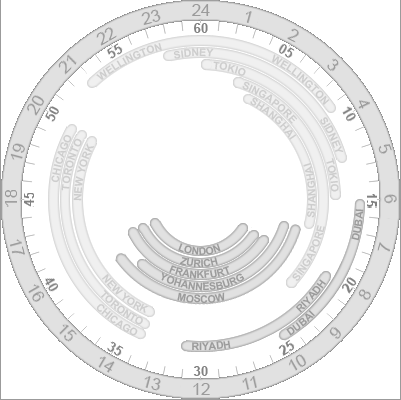 24
1
2
3
4
5
6
7
8
9
10
11
12
13
14
15
16
17
18
19
20
21
22
23
60
05
10
15
20
25
30
35
40
45
50
55
WELLINGTON
WELLINGTON
SiDNEY
SiDNEY
TOKIO
TOKIO
SINGAPORE
SINGAPORE
SHANGHAI
SHANGHAI
CHICAGO
TORONTO
NEW YORK
NEW YORK
TORONTO
CHICAGO
LONDON
ZURICH
FRANKFURT
YOHANNESBURG
MOSCOW
DUBAI
RIYADH
DUBAI
RIYADH